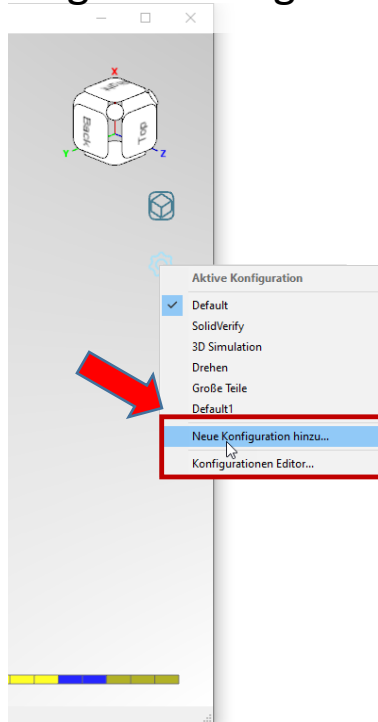 X
Back
Top
Y
Z
Aktive Konfiguration
Default
SolidVerify
3D Simulation
Drehen
Große Teile
Default1
Neue Konfiguration hinzu...
Konfigurationen Editor...